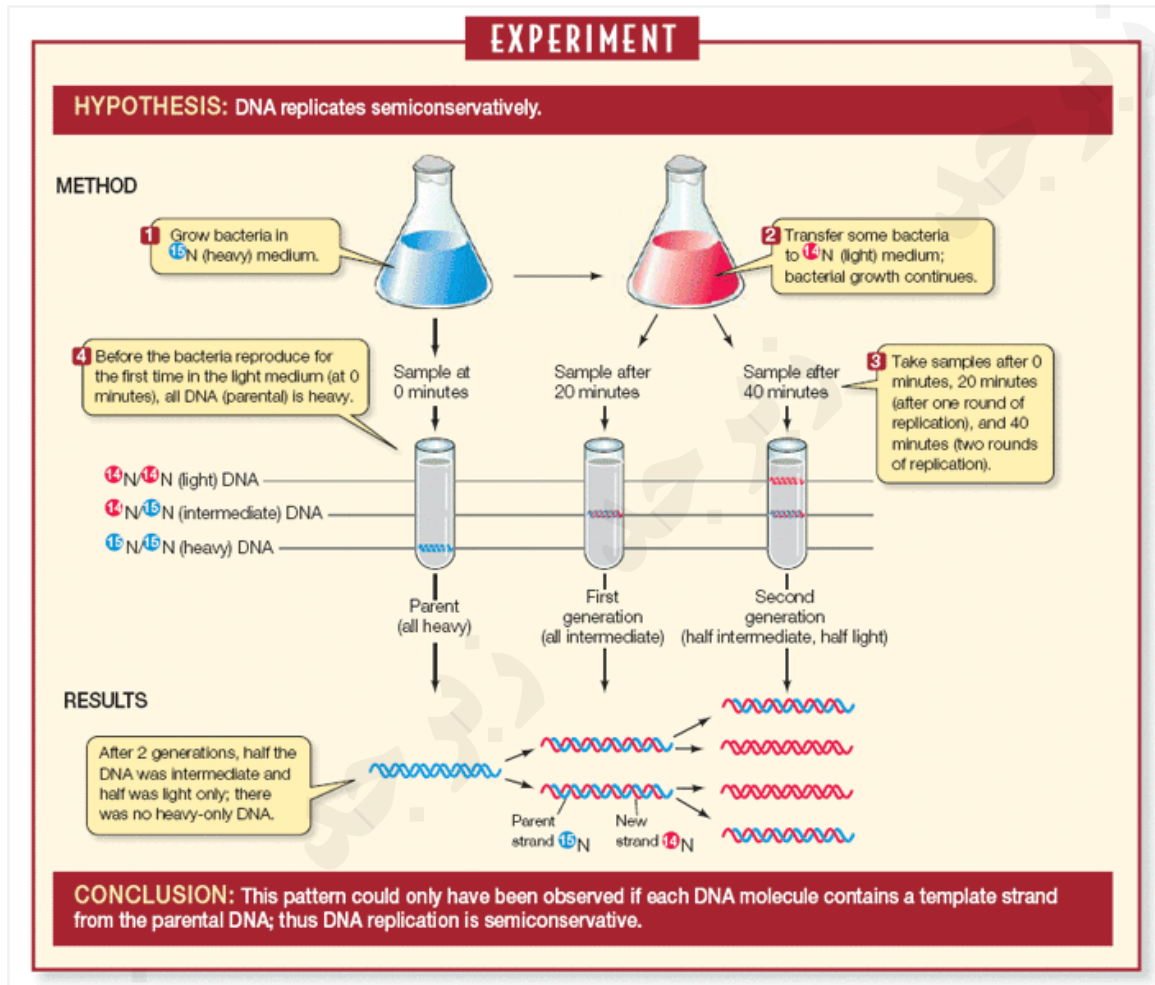 EXPERIMENT
HYPOTHESIS: DNA replicates semiconservatively.
METHOD
1 Grow bacteria in
15N (heavy) medium.
2 Transfer some bacteria
to 14N (light) medium;
bacterial growth continues.
4 Before the bacteria reproduce for
the first time in the light medium (at 0
minutes), all DNA (parental) is heavy.
Sample at
0 minutes
Sample after
20 minutes
Sample after
40 minutes
3 Take samples after 0
minutes, 20 minutes
(after one round of
replication), and 40
minutes (two rounds
of replication).
14N/14N (light) DNA
14N/15N (intermediate) DNA
15N/15N (heavy) DNA
Parent
(all heavy)
First
generation
(all intermediate)
Second
generation
(half intermediate, half light)
RESULTS
After 2 generations, half the
DNA was intermediate and
half was light only; there
was no heavy-only DNA.
Parent
strand 15N
New
strand 14N
CONCLUSION: This pattern could only have been observed if each DNA molecule contains a template strand
from the parental DNA; thus DNA replication is semiconservative.